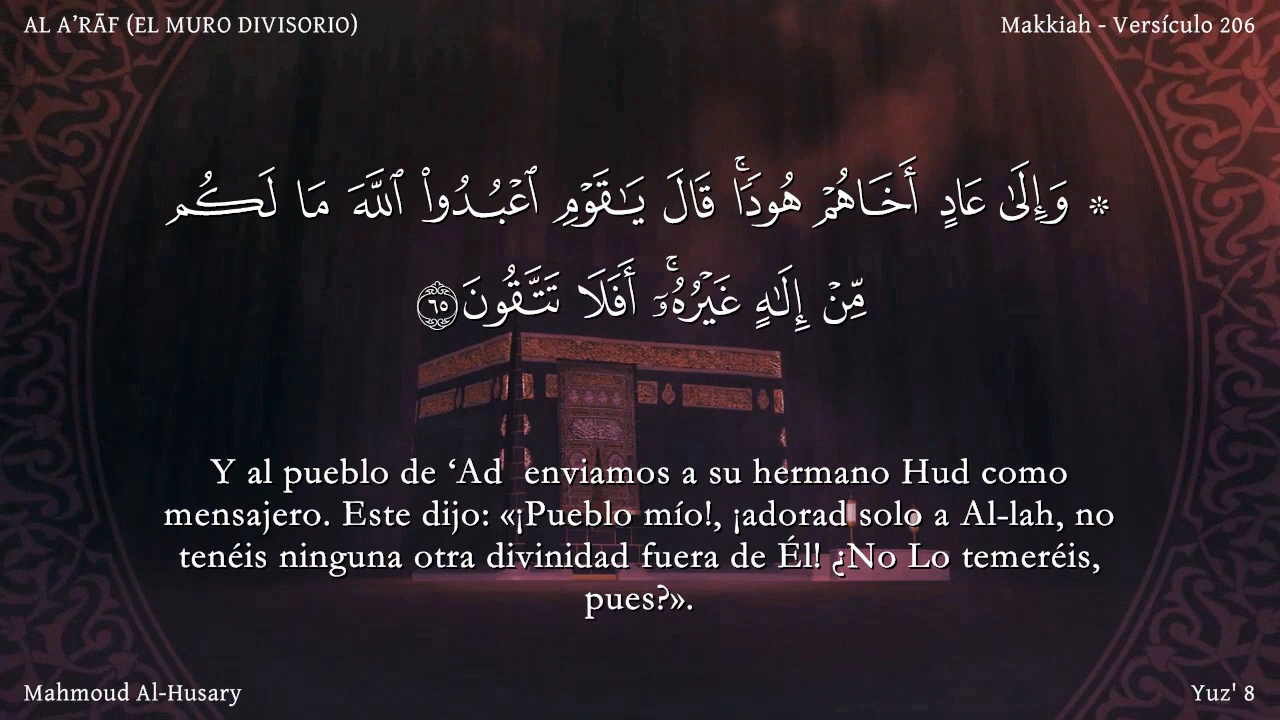 AL A’RĀF (EL MURO DIVISORIO)
Makkiah - Versículo 206
۞ وَإِلَىٰ عَادٍ أَخَاهُمْ هُودًا ۚ قَالَ يَـٰقَوْمِ ٱعْبُدُوا۟ ٱللَّهَ مَا لَكُم
مِّنْ إِلَـٰهٍ غَيْرُهُۥٓ ۚ أَفَلَا تَتَّقُونَ ٦٥
Y al pueblo de ‘Ad enviamos a su hermano Hud como
mensajero. Este dijo: «¡Pueblo mío!, ¡adorad solo a Al-lah, no
tenéis ninguna otra divinidad fuera de Él! ¿No Lo temeréis,
pues?».
Mahmoud Al-Husary
Yuz' 8